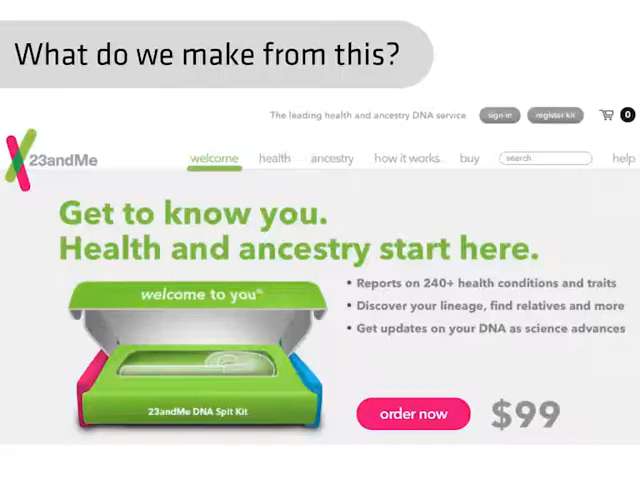 What do we make from this?
The leading health and ancestry DNA service
sign in
register kit
0
23andMe
welcome
health
ancestry
how it works
buy
search
help
Get to know you.
Health and ancestry start here.
welcome to you®
• Reports on 240+ health conditions and traits
• Discover your lineage, find relatives and more
• Get updates on your DNA as science advances
23andMe DNA Spit Kit
order now
$99